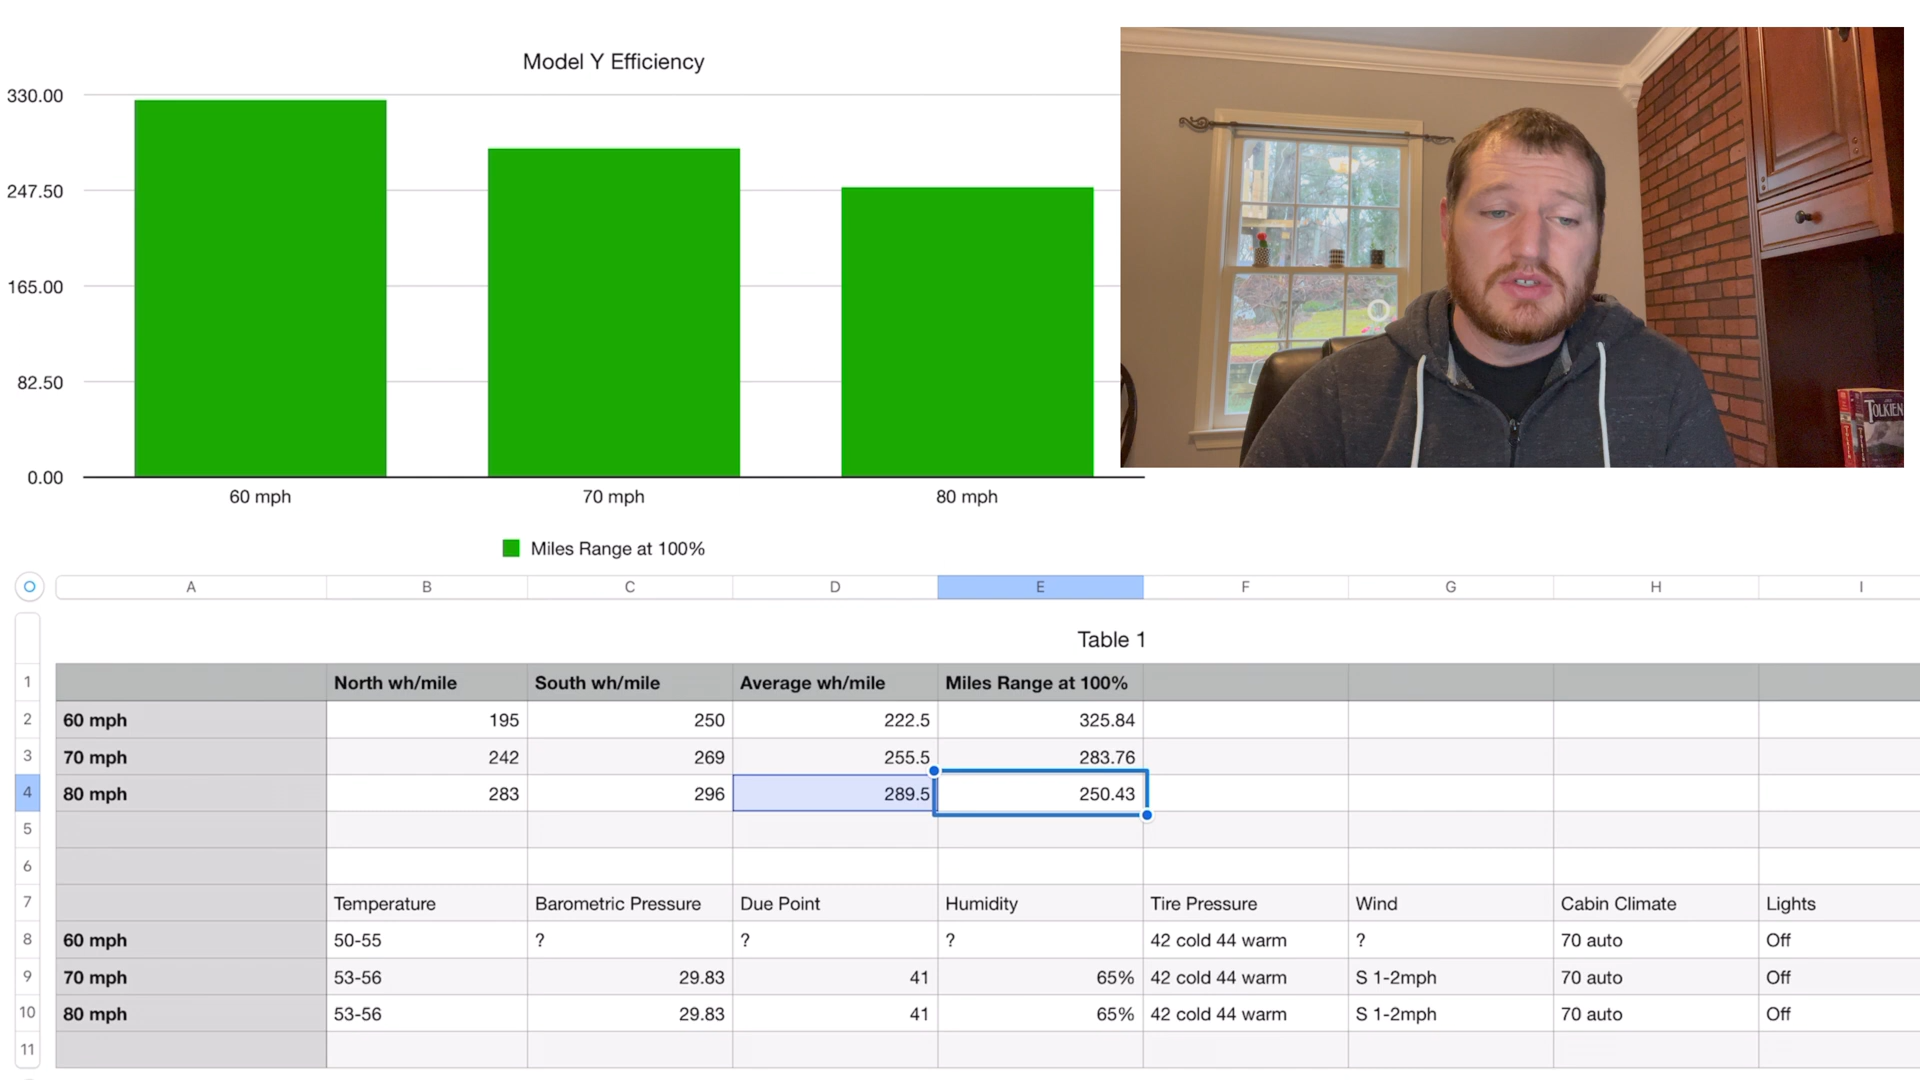 Model Y Efficiency
330.00
247.50
165.00
82.50
0.00
60 mph 70 mph 80 mph
Miles Range at 100%
TOLKIEN
A B C D E F G H I
Table 1
1 North wh/mile South wh/mile Average wh/mile Miles Range at 100%
2 60 mph 195 250 222.5 325.84
3 70 mph 242 269 255.5 283.76
4 80 mph 283 296 289.5 250.43
5
6
7 Temperature Barometric Pressure Due Point Humidity Tire Pressure Wind Cabin Climate Lights
8 60 mph 50-55 ? ? ? 42 cold 44 warm ? 70 auto Off
9 70 mph 53-56 29.83 41 65% 42 cold 44 warm S 1-2mph 70 auto Off
10 80 mph 53-56 29.83 41 65% 42 cold 44 warm S 1-2mph 70 auto Off
11